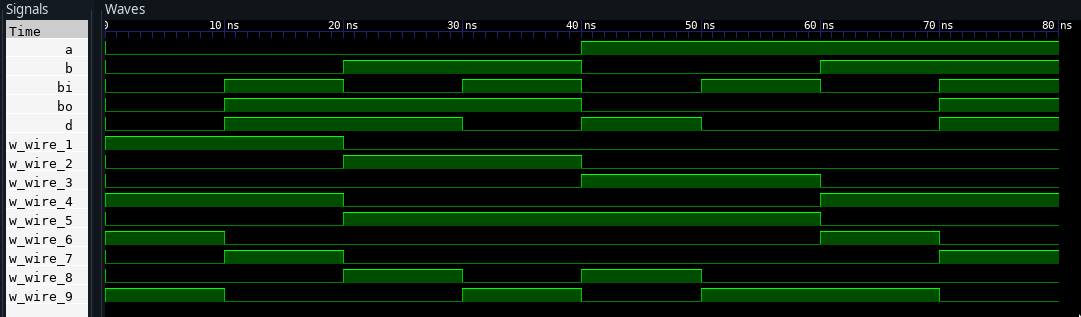 Signals Waves
Time 0 10 ns 20 ns 30 ns 40 ns 50 ns 60 ns 70 ns 80 ns
a
b
bi
bo
d
w_wire_1
w_wire_2
w_wire_3
w_wire_4
w_wire_5
w_wire_6
w_wire_7
w_wire_8
w_wire_9